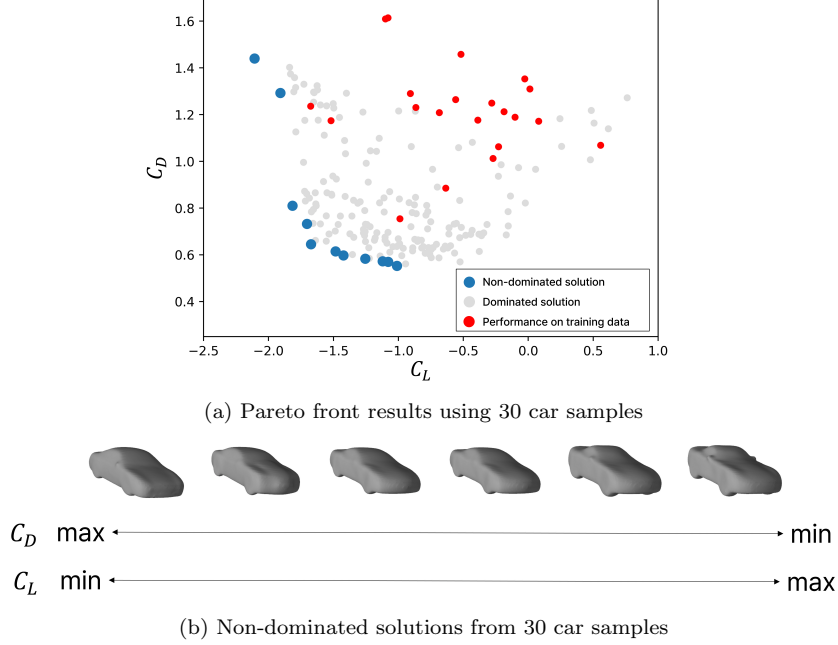 1.6
1.4
1.2
1.0
0.8
0.6
0.4
C_D
Non-dominated solution
Dominated solution
Performance on training data
−2.5 −2.0 −1.5 −1.0 −0.5 0.0 0.5 1.0
C_L
(a) Pareto front results using 30 car samples
C_D max min
C_L min max
(b) Non-dominated solutions from 30 car samples